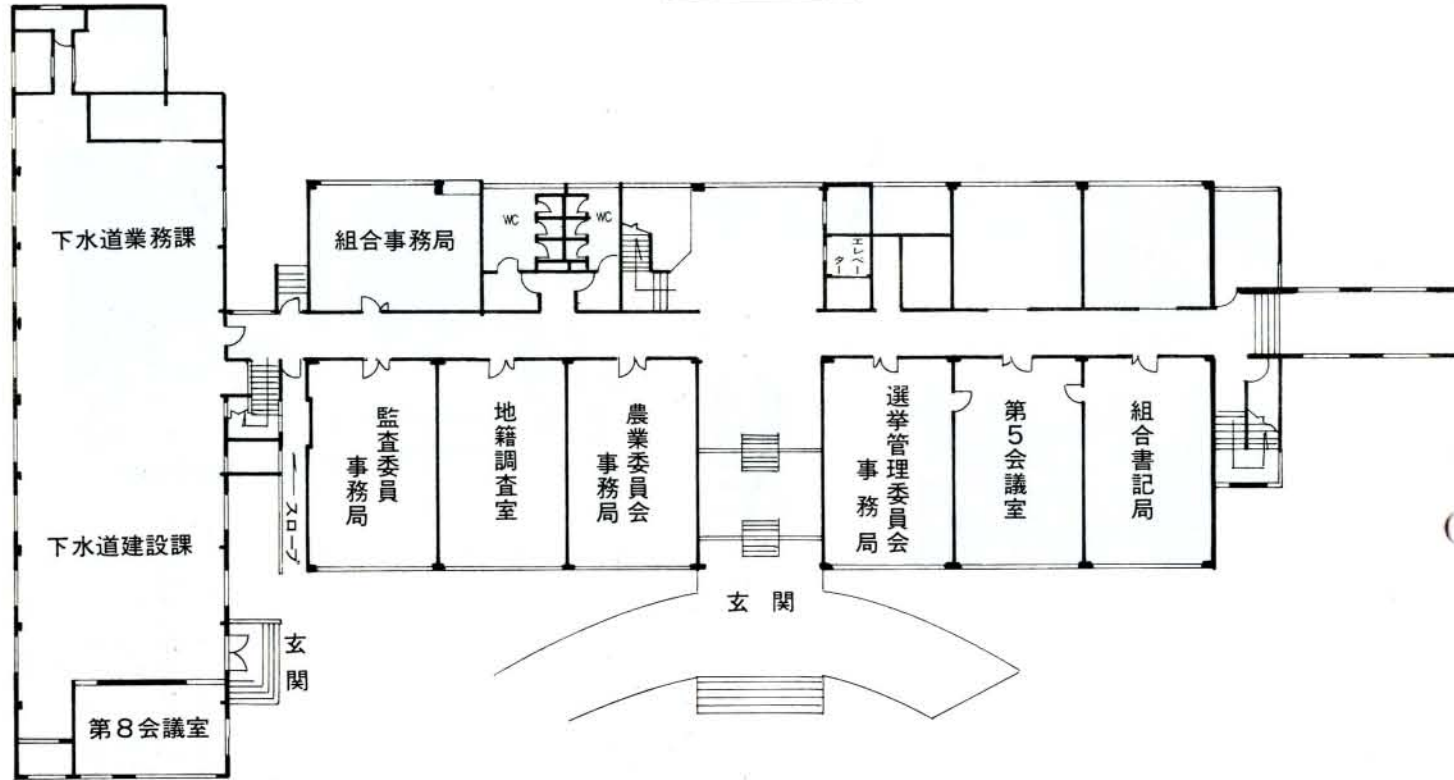 下水道業務課
組合事務局
WC
WC
エレベーター
監査委員
事務局
地籍調査室
農業委員会
事務局
選挙管理委員会
事務局
第5会議室
組合書記局
下水道建設課
スロープ
玄関
玄関
第8会議室